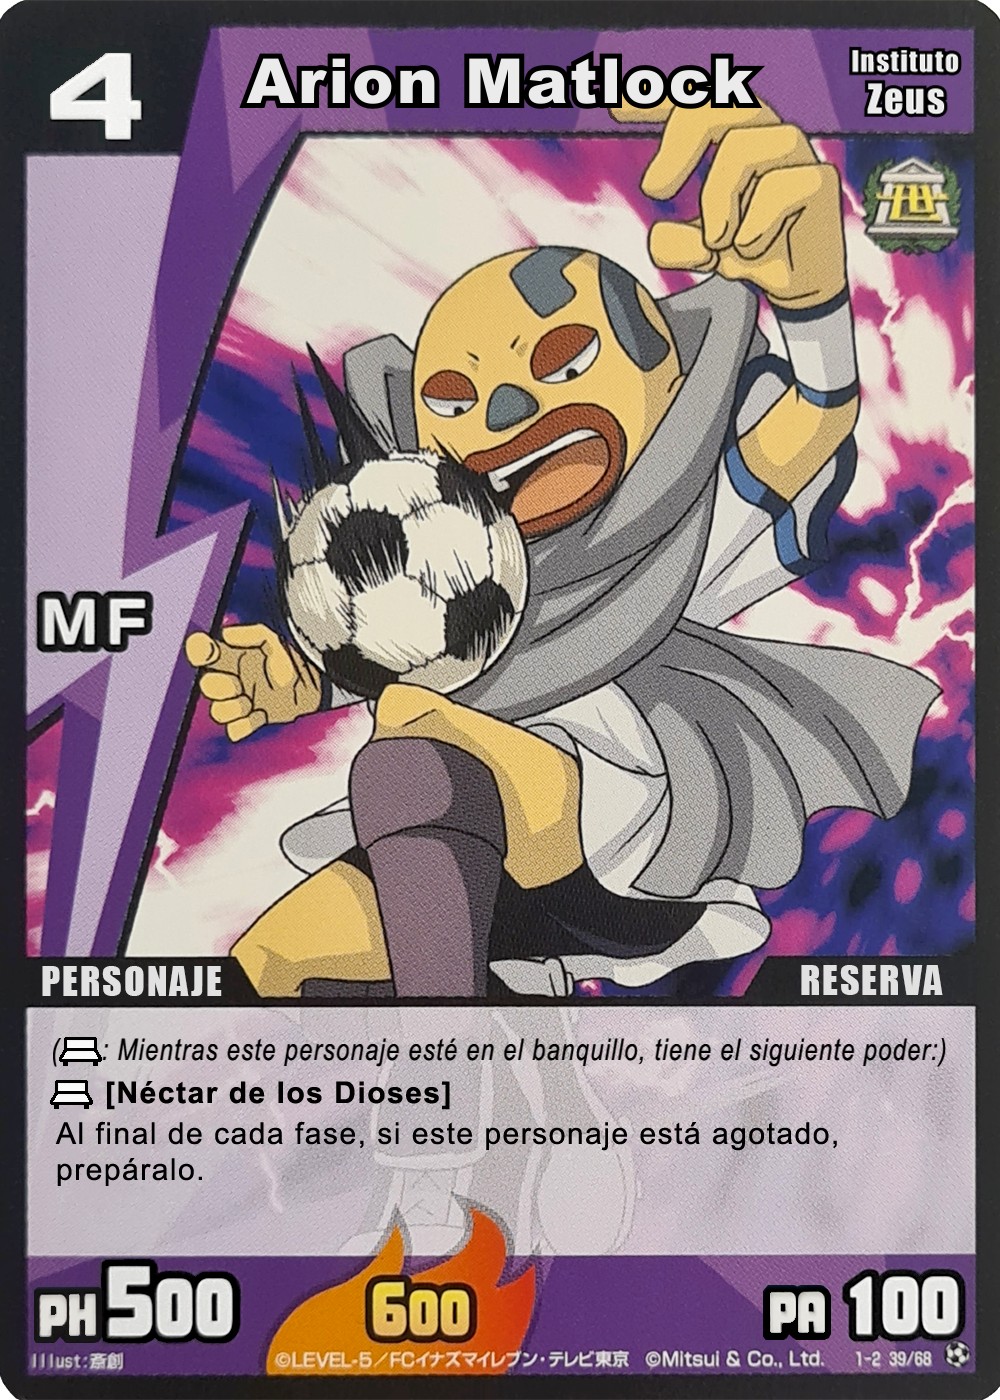 4
Arion Matlock
Instituto
Zeus
MF
PERSONAJE
RESERVA
(: Mientras este personaje esté en el banquillo, tiene el siguiente poder:)
[Néctar de los Dioses]
Al final de cada fase, si este personaje está agotado,
prepáralo.
PH 500
600
PA 100
Illust:斎創
©LEVEL-5/FCイナズマイレブン・テレビ東京 ©Mitsui & Co., Ltd. 1-2 39/68